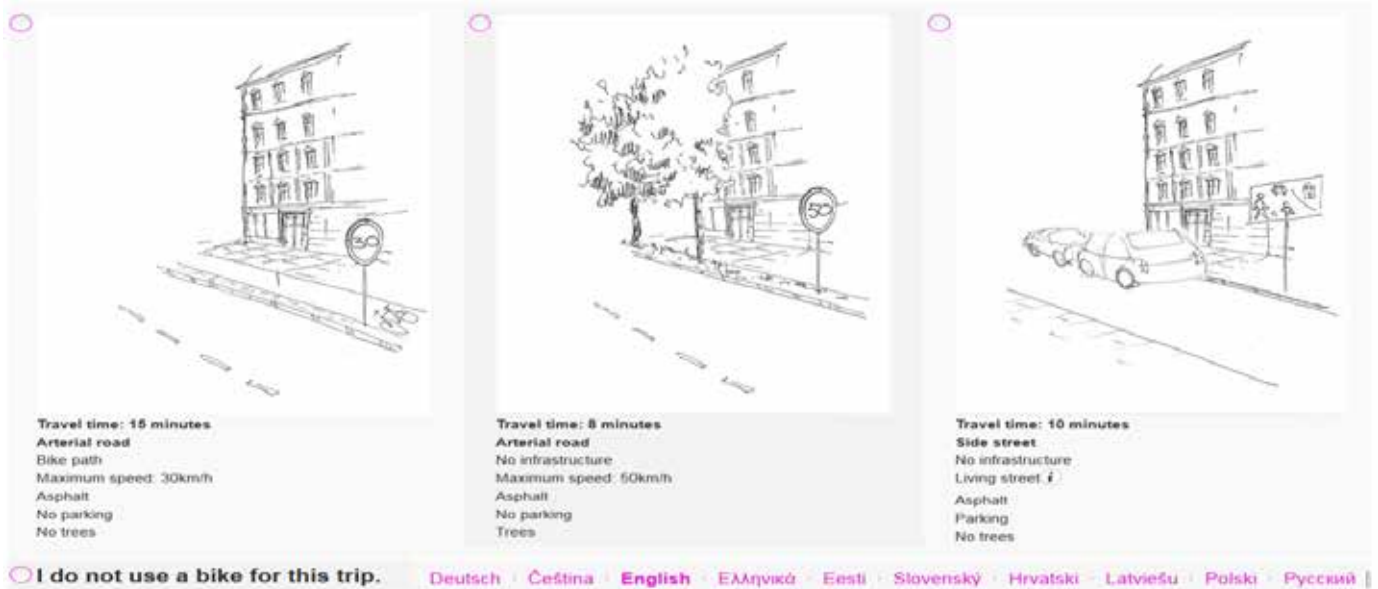 30
Travel time: 15 minutes
Arterial road
Bike path
Maximum speed: 30km/h
Asphalt
No parking
No trees
50
Travel time: 8 minutes
Arterial road
No infrastructure
Maximum speed: 50km/h
Asphalt
No parking
Trees
Travel time: 10 minutes
Side street
No infrastructure
Living street i
Asphalt
Parking
No trees
I do not use a bike for this trip.
Deutsch Čeština English Ελληνικά Eesti Slovenský Hrvatski Latviešu Polski Русский